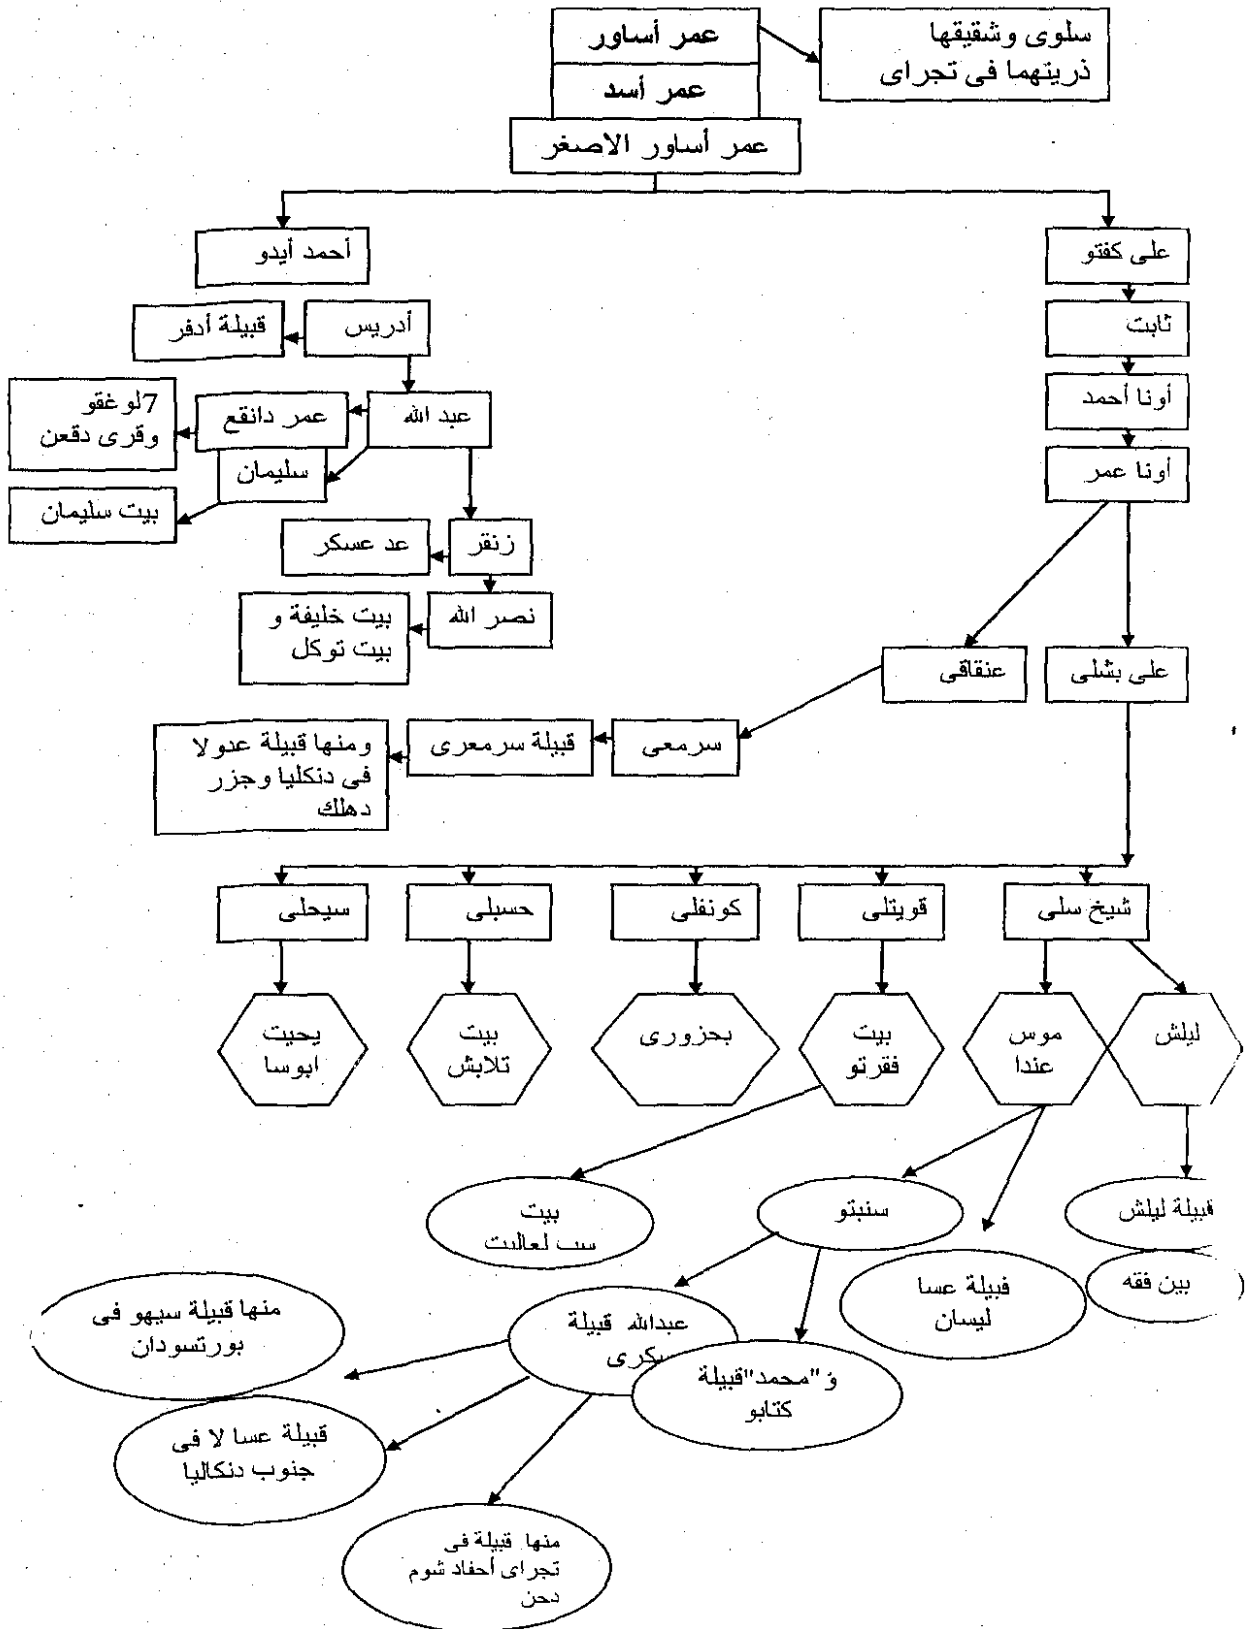 عمر أساور
سلوى وشقيقها
ذريتهما فى تجراى
عمر أسد
عمر أساور الاصغر
على كفتو
أحمد أيدو
ثابت
أدريس
قبيلة أدفر
أونا أحمد
عبد الله
عمر دانقع
7لوغقو
وقرى دقعن
أونا عمر
سليمان
بيت سليمان
زنقر
عد عسكر
نصر الله
بيت خليفة و
بيت توكل
على بشلى
عنقاقى
سرمعى
قبيلة سرمعرى
ومنها قبيلة عدولا
فى دنكليا وجزر
دهلك
شيخ سلى
قويتلى
كونفلى
حسبلى
سيحلى
ليلش
موس
عندا
بيت
فقرتو
بحزورى
بيت
تلابش
يحيت
ابوسا
قبيلة ليلش
سنبتو
بيت
سب لعاليت
بين فقه
قبيلة عسا
ليسان
عبدالله قبيلة
بكرى
و "محمد"قبيلة
كتابو
منها قبيلة سيهو فى
بورتسودان
قبيلة عسا لا فى
جنوب دنكاليا
منها قبيلة فى
تجراى أحفاد شوم
دحن